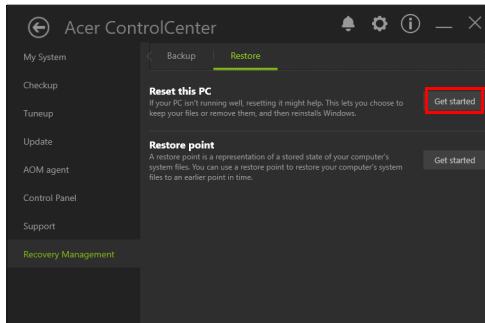 Acer ControlCenter
My System
Checkup
Tuneup
Update
AOM agent
Control Panel
Support
Recovery Management
Backup
Restore
Reset this PC
If your PC isn't running well, resetting it might help. This lets you choose to
keep your files or remove them, and then reinstalls Windows.
Get started
Restore point
A restore point is a representation of a stored state of your computer's
system files. You can use a restore point to restore your computer's system
files to an earlier point in time.
Get started